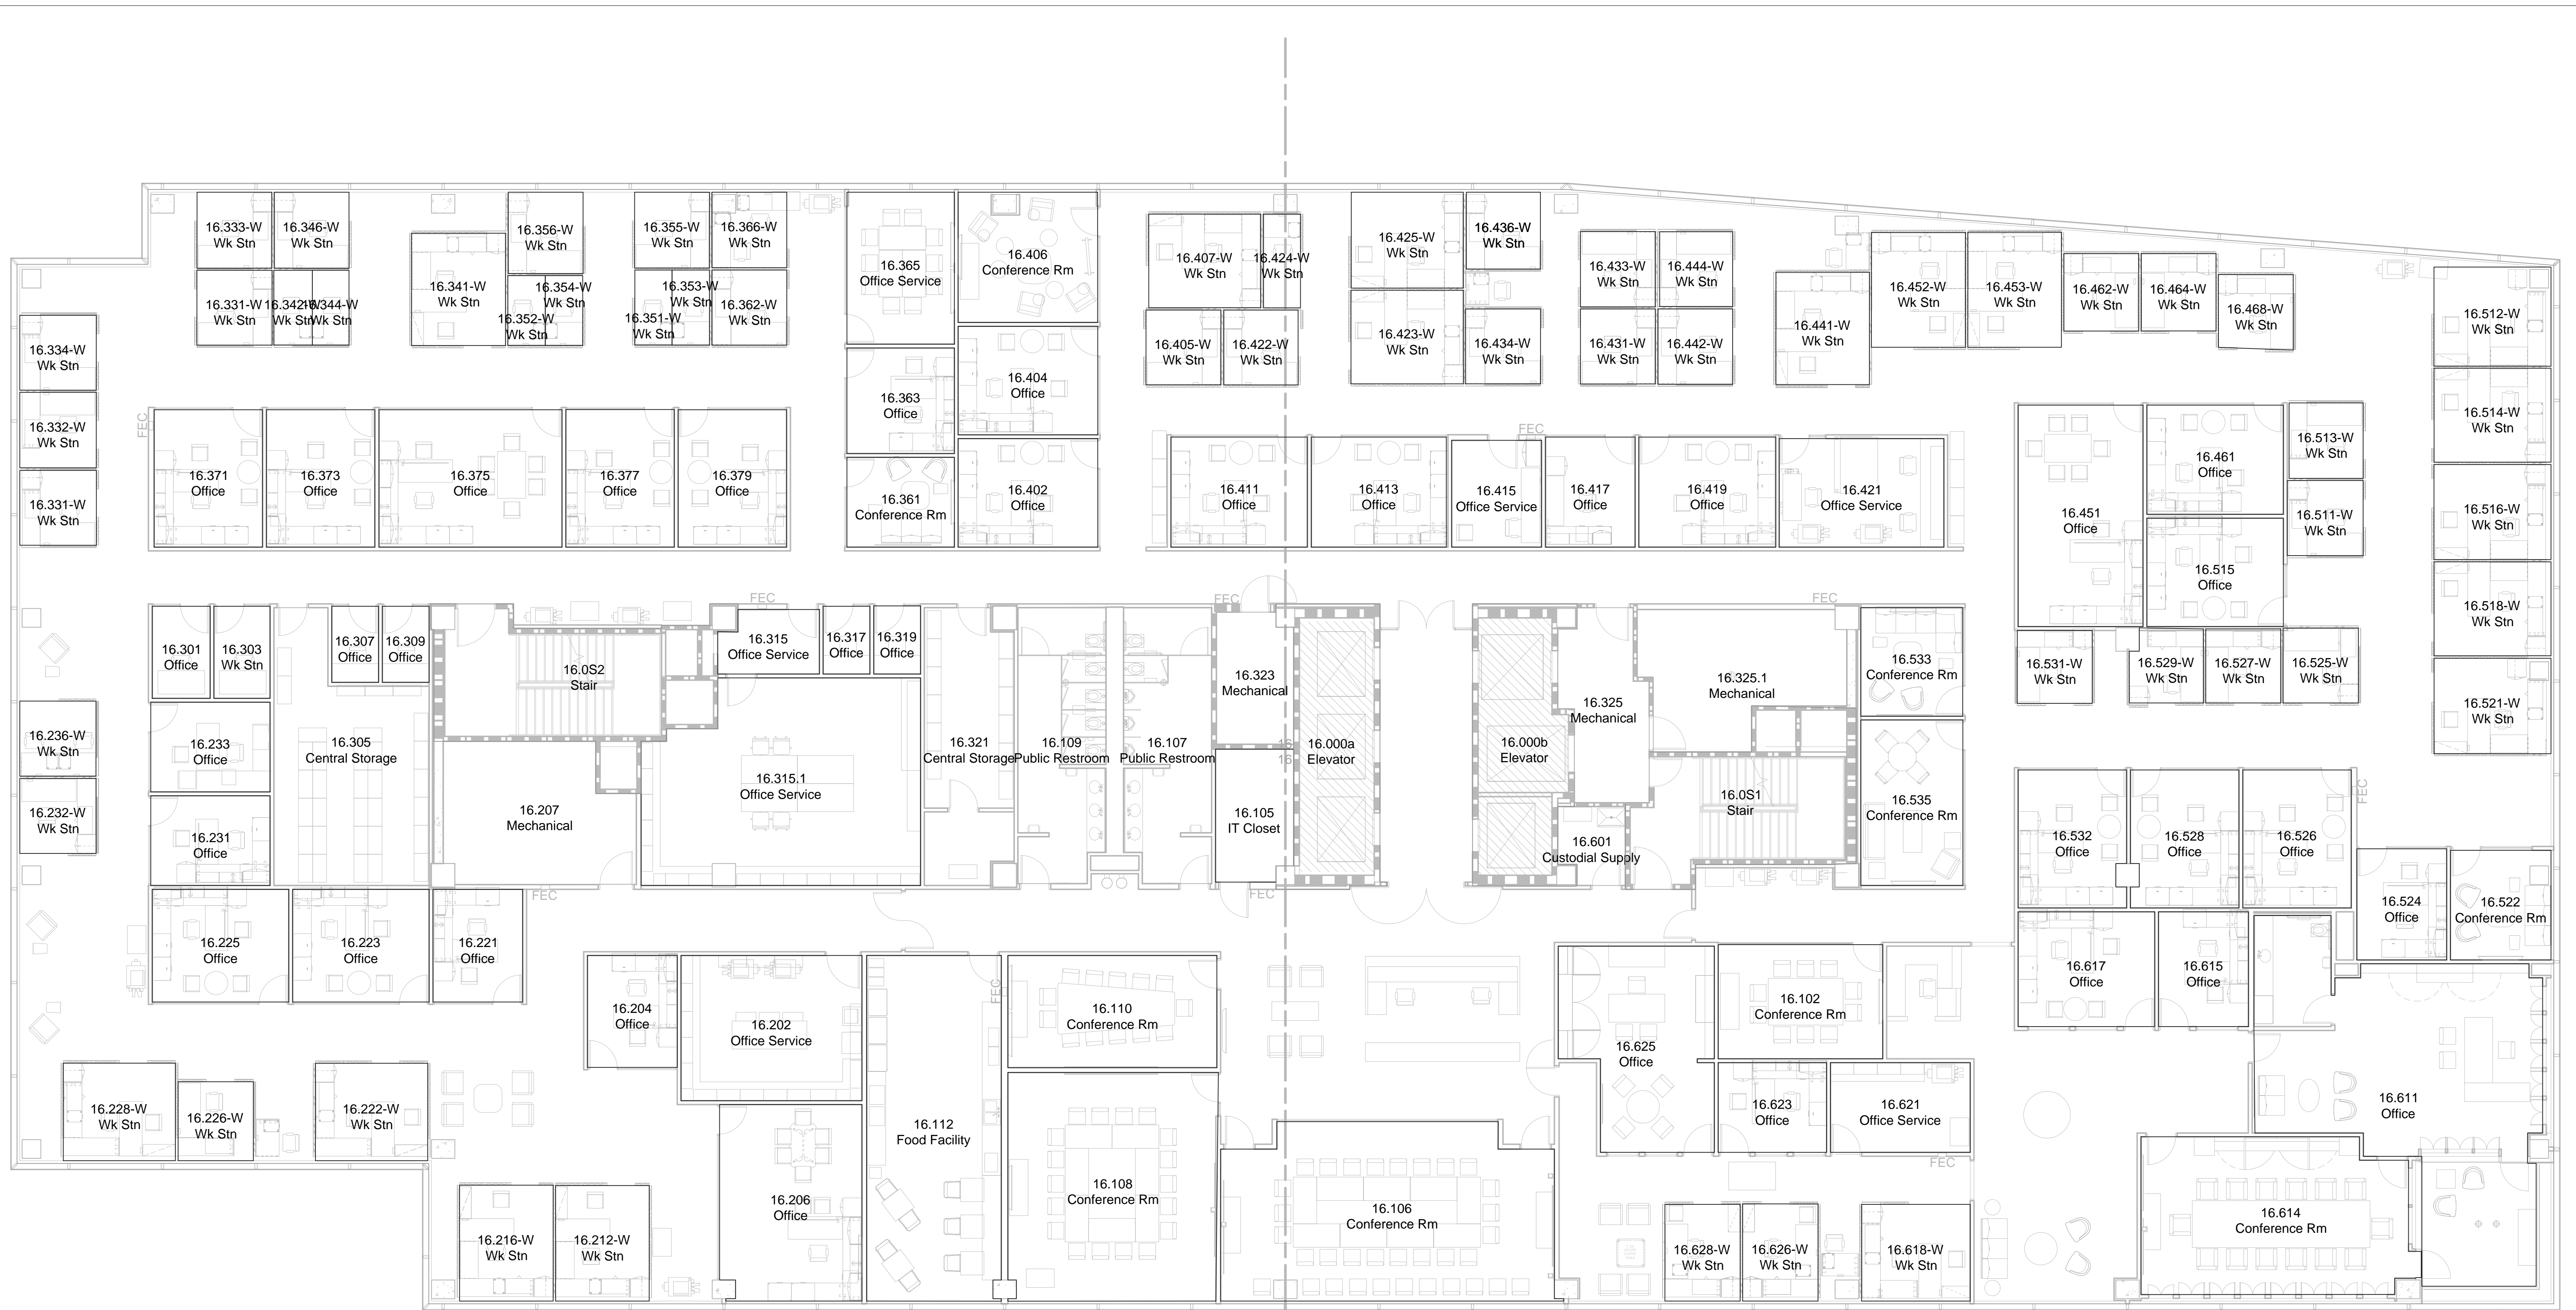 16.333-W
Wk Stn
16.346-W
Wk Stn
16.356-W
Wk Stn
16.355-W
Wk Stn
16.366-W
Wk Stn
16.365
Office Service
16.406
Conference Rm
16.407-W
Wk Stn
16.424-W
Wk Stn
16.425-W
Wk Stn
16.436-W
Wk Stn
16.433-W
Wk Stn
16.444-W
Wk Stn
16.452-W
Wk Stn
16.453-W
Wk Stn
16.462-W
Wk Stn
16.464-W
Wk Stn
16.468-W
Wk Stn
16.512-W
Wk Stn
16.331-W
Wk Stn
16.342-W
Wk Stn
16.344-W
Wk Stn
16.341-W
Wk Stn
16.354-W
Wk Stn
16.352-W
Wk Stn
16.353-W
Wk Stn
16.351-W
Wk Stn
16.362-W
Wk Stn
16.405-W
Wk Stn
16.422-W
Wk Stn
16.423-W
Wk Stn
16.434-W
Wk Stn
16.431-W
Wk Stn
16.442-W
Wk Stn
16.441-W
Wk Stn
16.334-W
Wk Stn
16.332-W
Wk Stn
16.331-W
Wk Stn
FEC
16.371
Office
16.373
Office
16.375
Office
16.377
Office
16.379
Office
16.363
Office
16.404
Office
16.361
Conference Rm
16.402
Office
16.411
Office
16.413
Office
FEC
16.415
Office Service
16.417
Office
16.419
Office
16.421
Office Service
16.451
Office
16.461
Office
16.513-W
Wk Stn
16.514-W
Wk Stn
16.511-W
Wk Stn
16.516-W
Wk Stn
16.515
Office
16.518-W
Wk Stn
16.531-W
Wk Stn
16.529-W
Wk Stn
16.527-W
Wk Stn
16.525-W
Wk Stn
16.521-W
Wk Stn
16.301
Office
16.303
Wk Stn
16.307
Office
16.309
Office
16.0S2
Stair
FEC
16.315
Office Service
16.317
Office
16.319
Office
FEC
16.323
Mechanical
16.325
Mechanical
16.325.1
Mechanical
FEC
16.533
Conference Rm
16.236-W
Wk Stn
16.232-W
Wk Stn
16.233
Office
16.305
Central Storage
16.231
Office
16.207
Mechanical
16.315.1
Office Service
16.321
Central Storage
16.109
Public Restroom
16.107
Public Restroom
16
16
16.000a
Elevator
16.105
IT Closet
16.000b
Elevator
16.601
Custodial Supply
16.0S1
Stair
16.535
Conference Rm
16.532
Office
16.528
Office
16.526
Office
FEC
16.524
Office
16.522
Conference Rm
FEC
FEC
16.225
Office
16.223
Office
16.221
Office
16.204
Office
16.202
Office Service
FEC
16.110
Conference Rm
16.625
Office
16.102
Conference Rm
16.617
Office
16.615
Office
16.228-W
Wk Stn
16.226-W
Wk Stn
16.222-W
Wk Stn
16.112
Food Facility
16.623
Office
16.621
Office Service
FEC
16.611
Office
16.216-W
Wk Stn
16.212-W
Wk Stn
16.206
Office
16.108
Conference Rm
16.106
Conference Rm
16.628-W
Wk Stn
16.626-W
Wk Stn
16.618-W
Wk Stn
16.614
Conference Rm